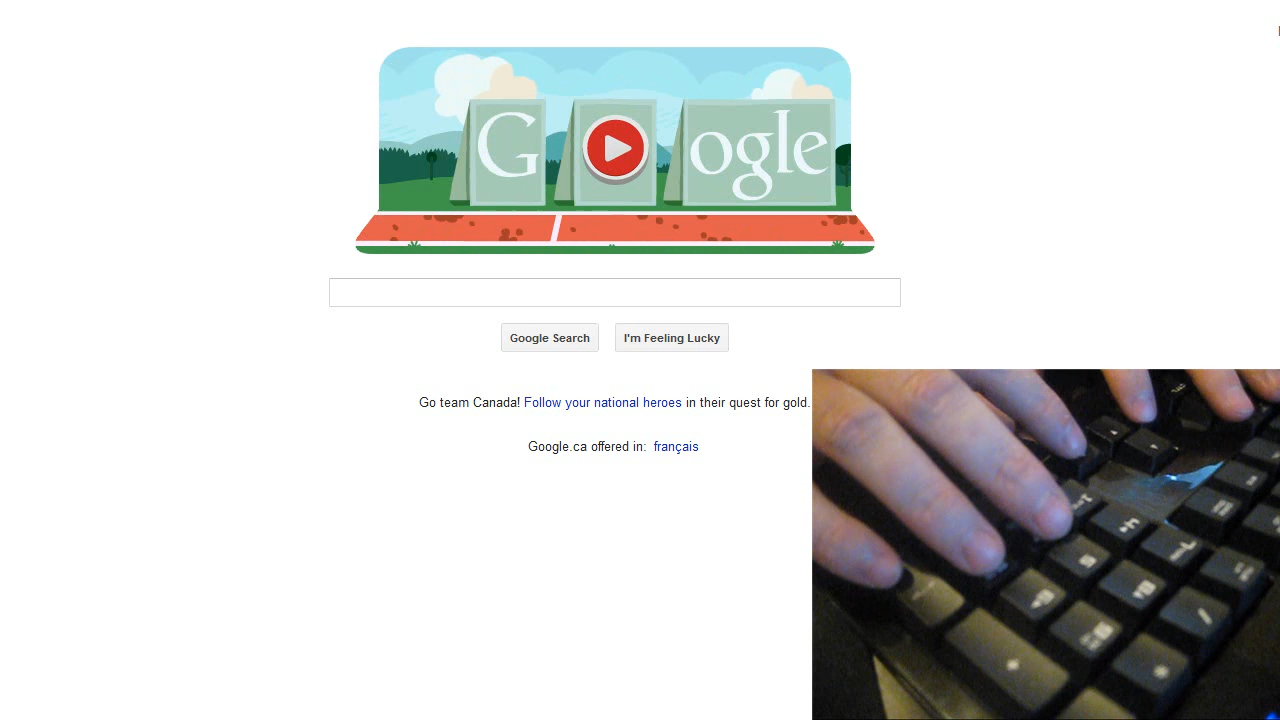 Google
Google Search
I'm Feeling Lucky
Go team Canada! Follow your national heroes in their quest for gold.
Google.ca offered in: français